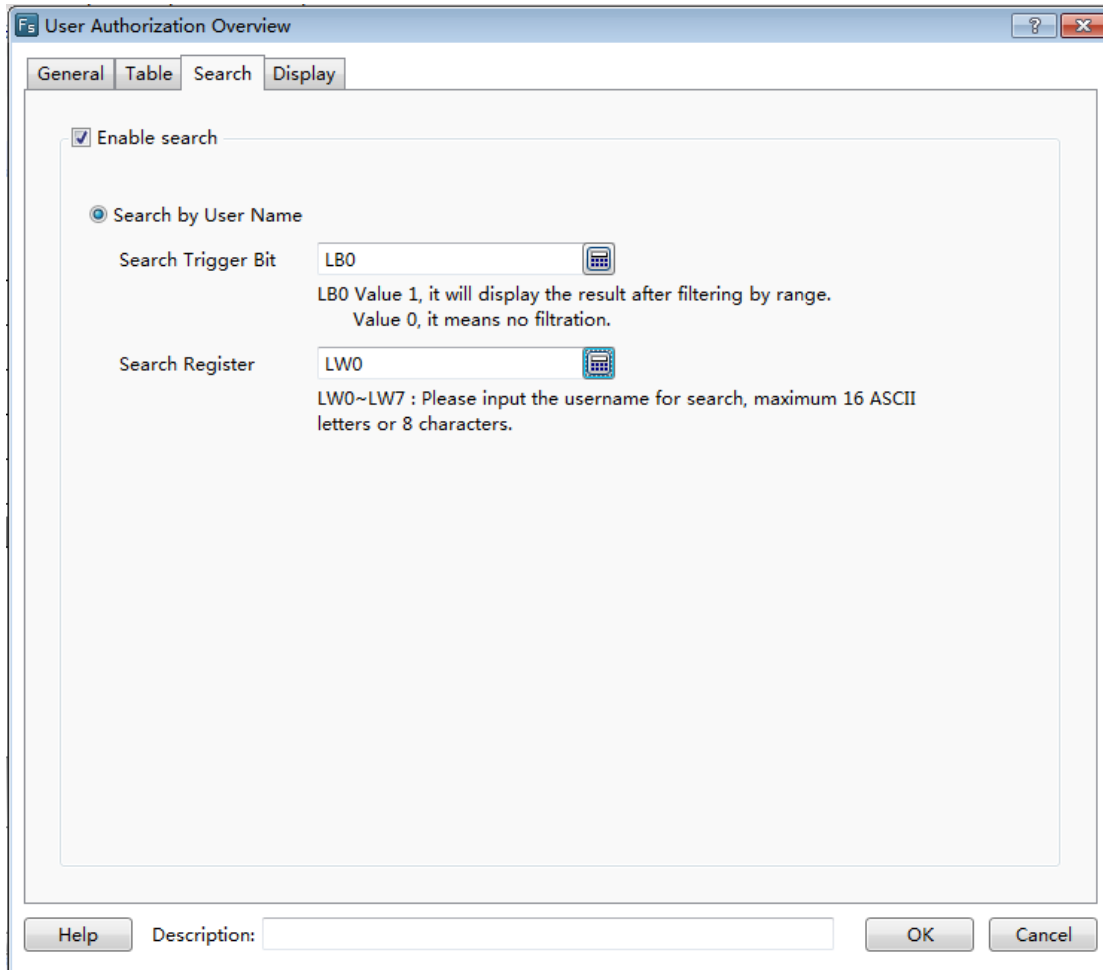 Fs User Authorization Overview
General Table Search Display
Enable search
Search by User Name
Search Trigger Bit LB0
LB0 Value 1, it will display the result after filtering by range.
Value 0, it means no filtration.
Search Register LW0
LW0~LW7 : Please input the username for search, maximum 16 ASCII
letters or 8 characters.
Help Description: OK Cancel